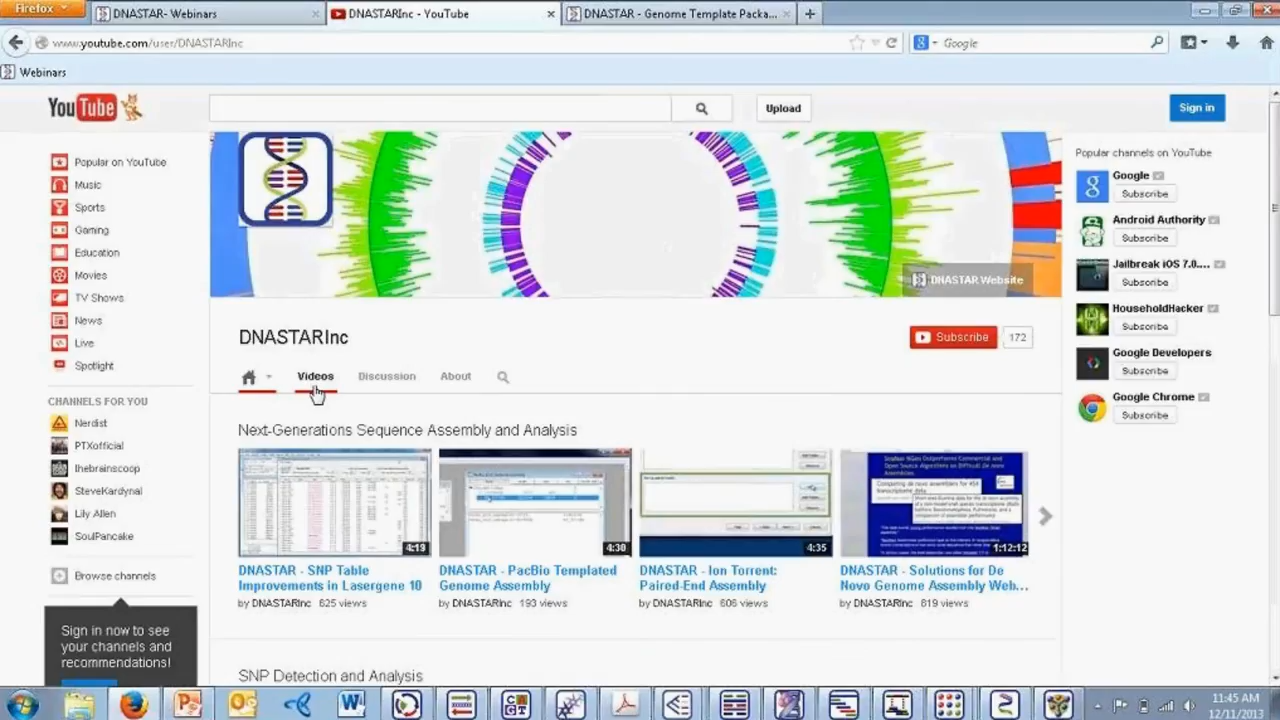 Firefox
DNASTAR- Webinars
DNASTARInc - YouTube
DNASTAR - Genome Template Packa...
www.youtube.com/user/DNASTARInc
Google
Webinars
YouTube
Upload
Sign in
Popular on YouTube
Music
Sports
Gaming
Education
Movies
TV Shows
News
Live
Spotlight
CHANNELS FOR YOU
Nerdist
PTXofficial
thebrainscoop
SteveKardynal
Lily Allen
SoulPancake
Browse channels
Sign in now to see
your channels and
recommendations!
DNASTAR Website
DNASTARInc
Subscribe 172
Videos Discussion About
Next-Generations Sequence Assembly and Analysis
4:19
4:30
4:35
1:12:12
DNASTAR - SNP Table
Improvements in Lasergene 10
by DNASTARInc 625 views
DNASTAR - PacBio Templated
Genome Assembly
by DNASTARInc 193 views
DNASTAR - Ion Torrent:
Paired-End Assembly
by DNASTARInc 606 views
DNASTAR - Solutions for De
Novo Genome Assembly Web...
by DNASTARInc 819 views
SNP Detection and Analysis
Popular channels on YouTube
Google
Subscribe
Android Authority
Subscribe
Jailbreak iOS 7.0....
Subscribe
HouseholdHacker
Subscribe
Google Developers
Subscribe
Google Chrome
Subscribe
11:45 AM
12/11/2013